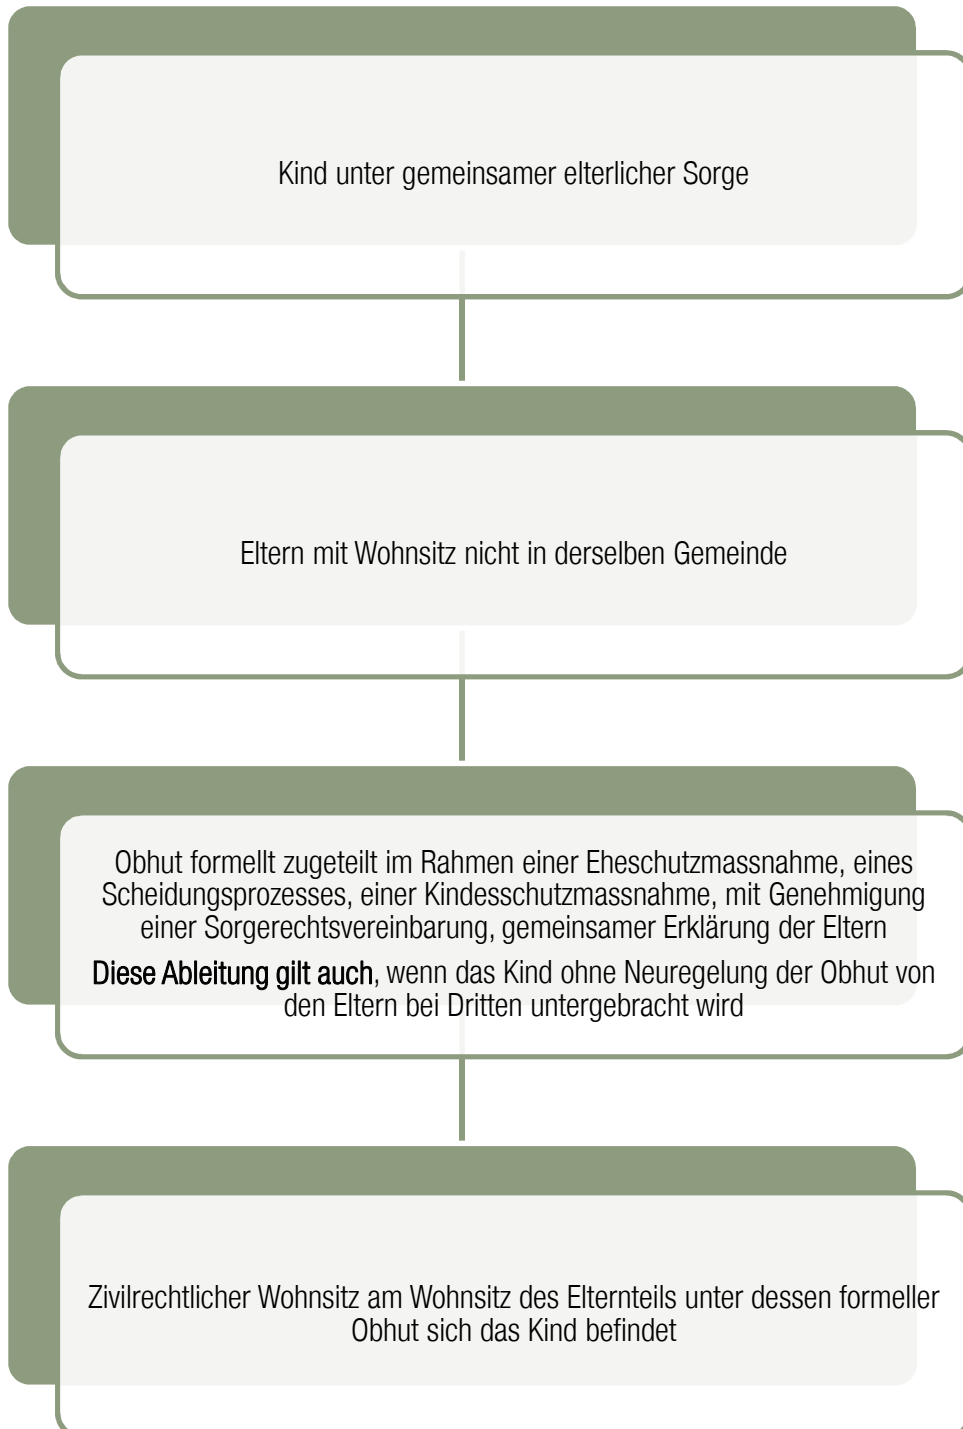 Kind unter gemeinsamer elterlicher Sorge
Eltern mit Wohnsitz nicht in derselben Gemeinde
Obhut formellt zugeteilt im Rahmen einer Eheschutzmassnahme, eines
Scheidungsprozesses, einer Kindesschutzmassnahme, mit Genehmigung
einer Sorgerechtsvereinbarung, gemeinsamer Erklärung der Eltern
Diese Ableitung gilt auch, wenn das Kind ohne Neuregelung der Obhut von
den Eltern bei Dritten untergebracht wird
Zivilrechtlicher Wohnsitz am Wohnsitz des Elternteils unter dessen formeller
Obhut sich das Kind befindet